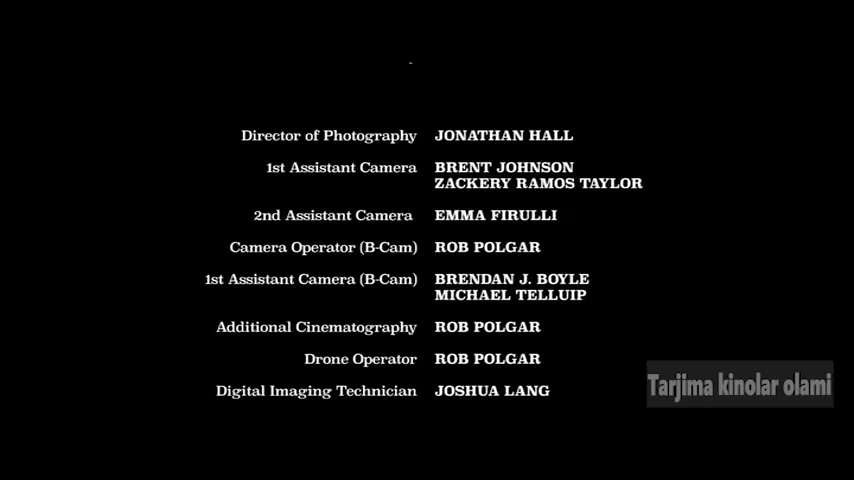 Director of Photography JONATHAN HALL
1st Assistant Camera BRENT JOHNSON
ZACKERY RAMOS TAYLOR
2nd Assistant Camera EMMA FIRULLI
Camera Operator (B-Cam) ROB POLGAR
1st Assistant Camera (B-Cam) BRENDAN J. BOYLE
MICHAEL TELLUIP
Additional Cinematography ROB POLGAR
Drone Operator ROB POLGAR
Digital Imaging Technician JOSHUA LANG
Tarjima kinolar olami